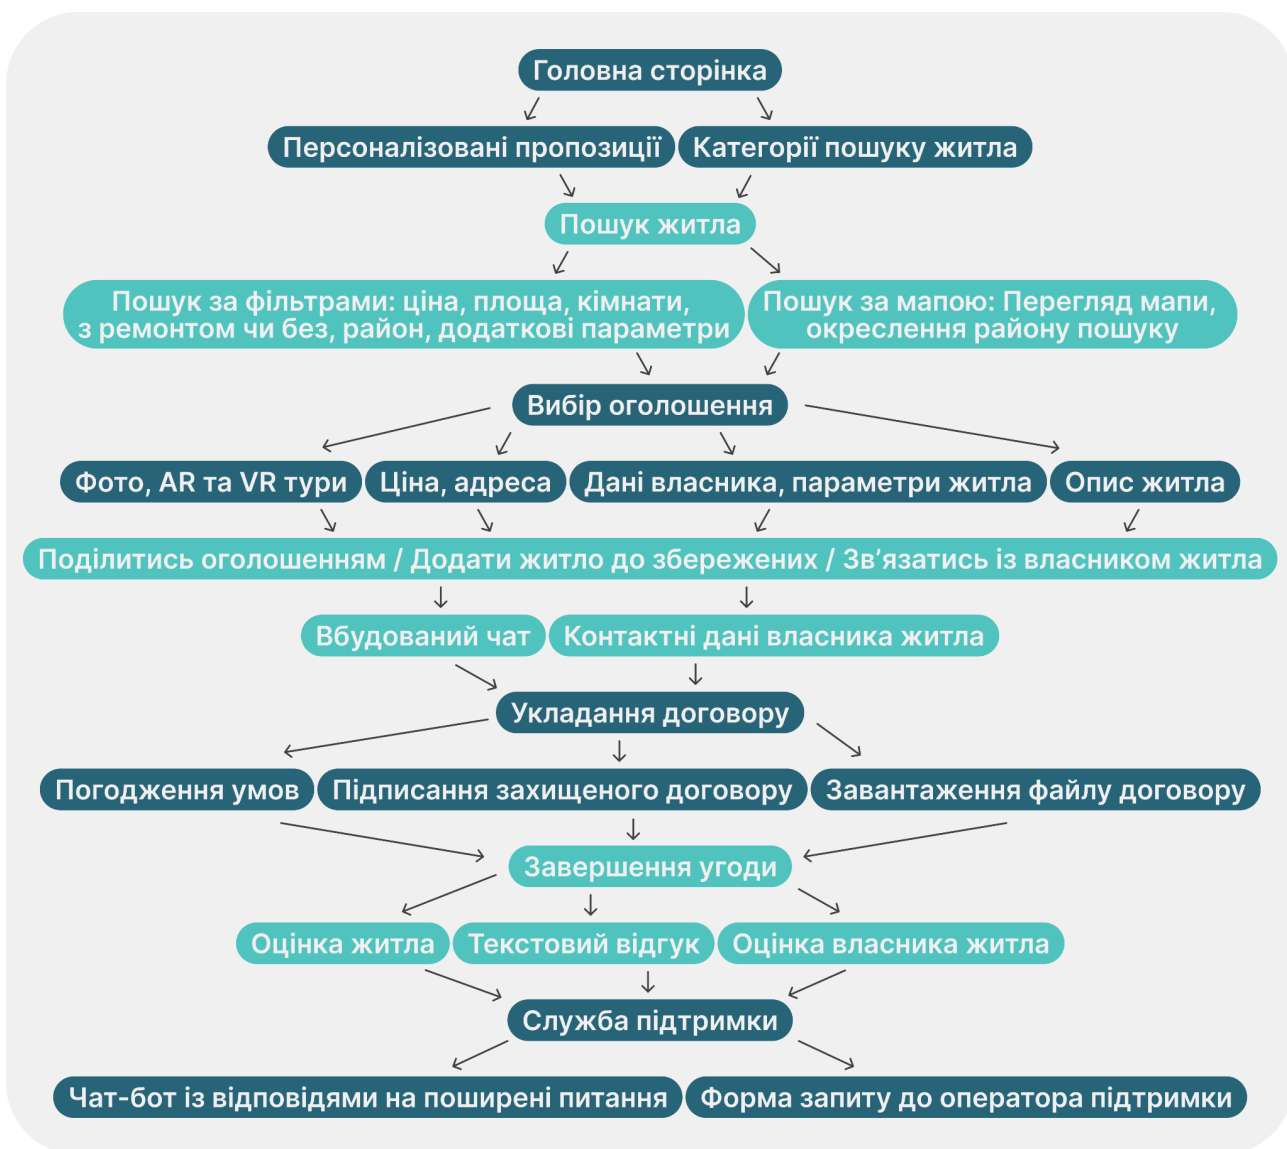 Головна сторінка
Персоналізовані пропозиції
Категорії пошуку житла
Пошук житла
Пошук за фільтрами: ціна, площа, кімнати,
з ремонтом чи без, район, додаткові параметри
Пошук за мапою: Перегляд мапи,
окреслення району пошуку
Вибір оголошення
Фото, AR та VR тури
Ціна, адреса
Дані власника, параметри житла
Опис житла
Поділитись оголошенням / Додати житло до збережених / Зв’язатись із власником житла
Вбудований чат
Контактні дані власника житла
Укладання договору
Погодження умов
Підписання захищеного договору
Завантаження файлу договору
Завершення угоди
Оцінка житла
Текстовий відгук
Оцінка власника житла
Служба підтримки
Чат-бот із відповідями на поширені питання
Форма запиту до оператора підтримки